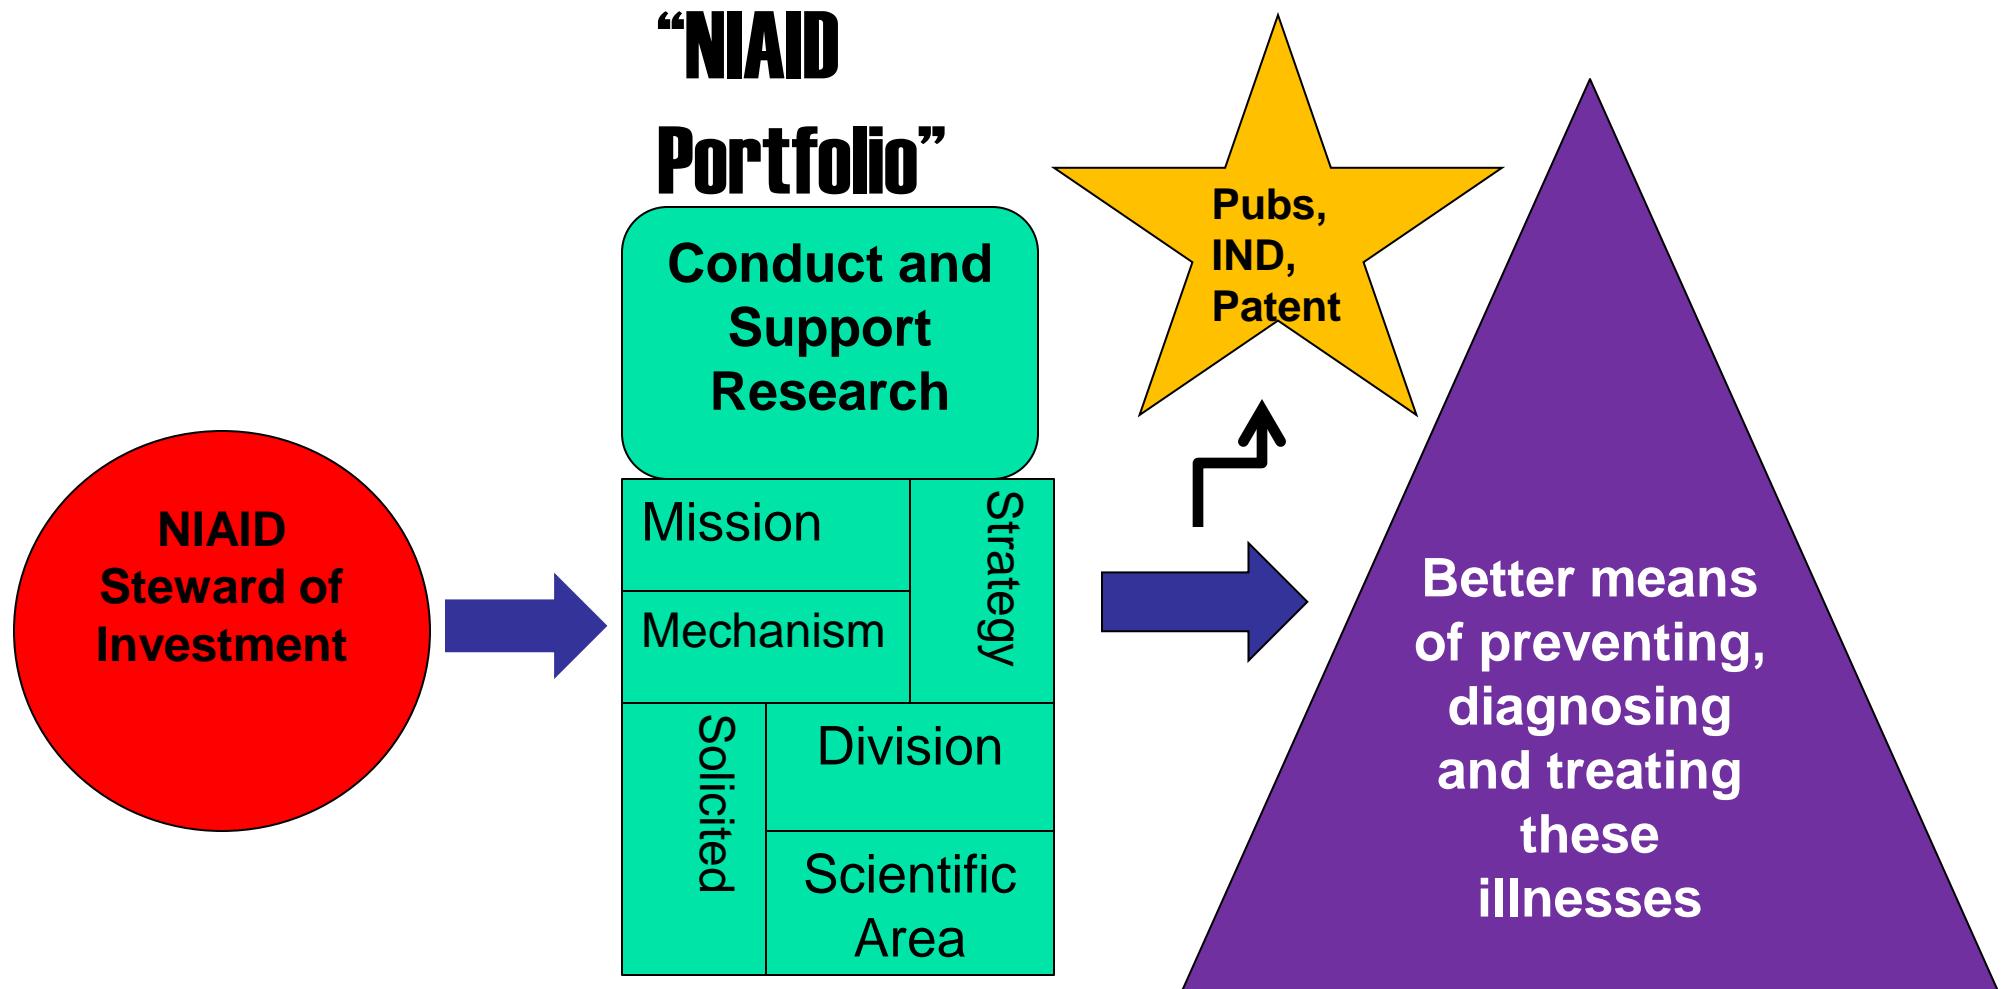 “NIAID
Portfolio”
Conduct and
Support
Research
NIAID
Steward of
Investment
Mission
Mechanism
Strategy
Solicited
Division
Scientific
Area
Pubs,
IND,
Patent
Better means
of preventing,
diagnosing
and treating
these
illnesses